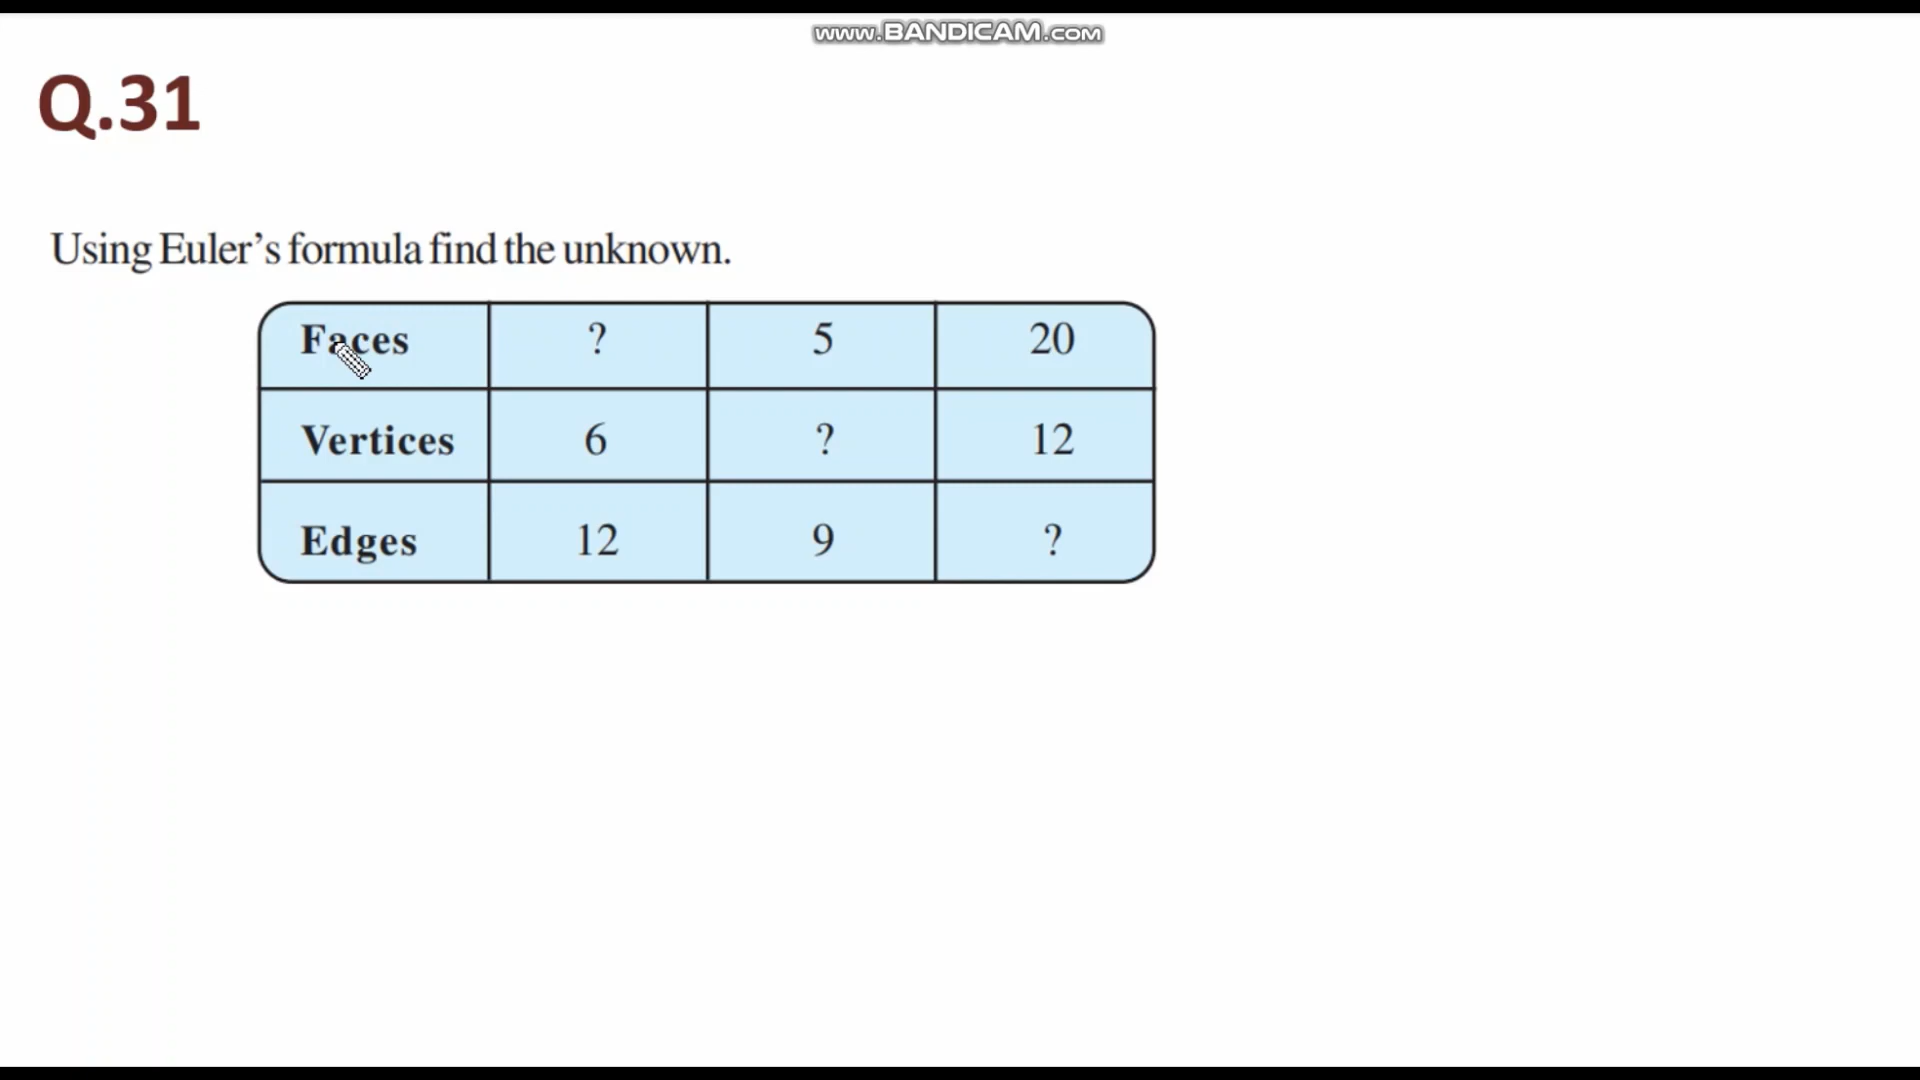 www.BANDICAM.com
Q.31
Using Euler’s formula find the unknown.
Faces ? 5 20
Vertices 6 ? 12
Edges 12 9 ?